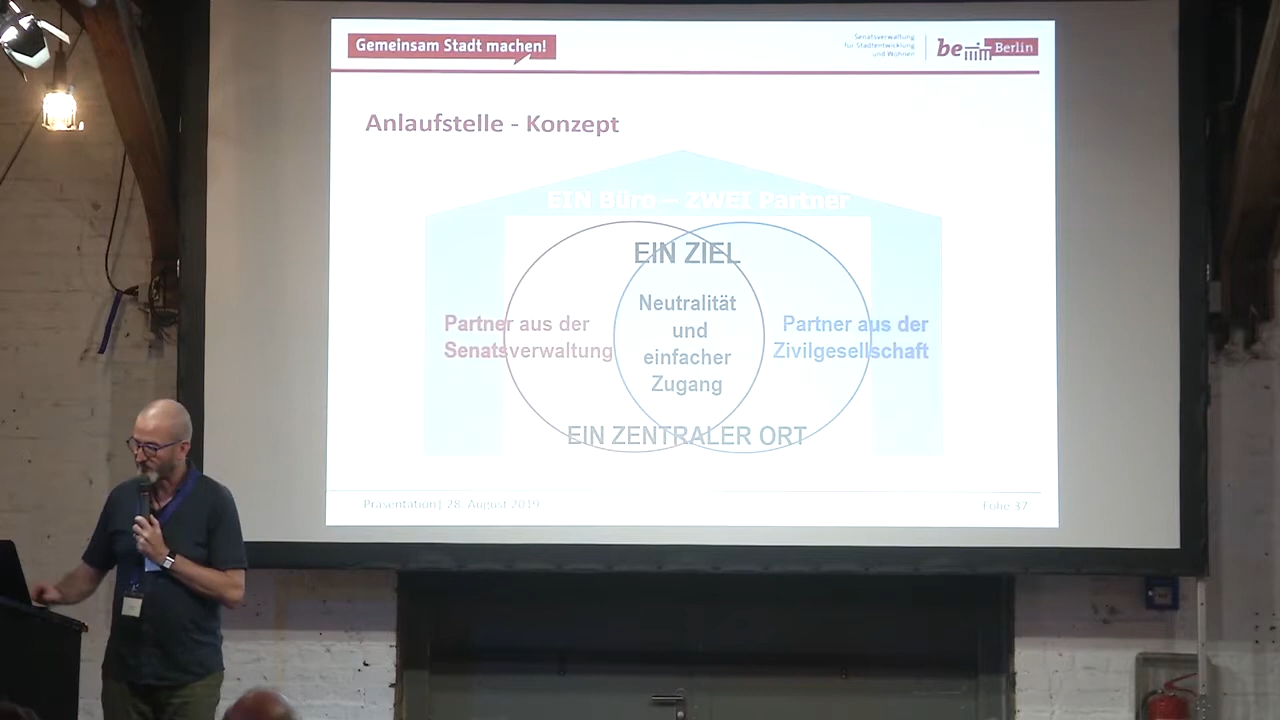 Gemeinsam Stadt machen!
Senatsverwaltung
für Stadtentwicklung
und Wohnen
be Berlin
Anlaufstelle - Konzept
EIN Büro – ZWEI Partner
EIN ZIEL
Neutralität
und
einfacher
Zugang
Partner aus der
Senatsverwaltung
Partner aus der
Zivilgesellschaft
EIN ZENTRALER ORT
Präsentation| 28. August 2019
Folie 37